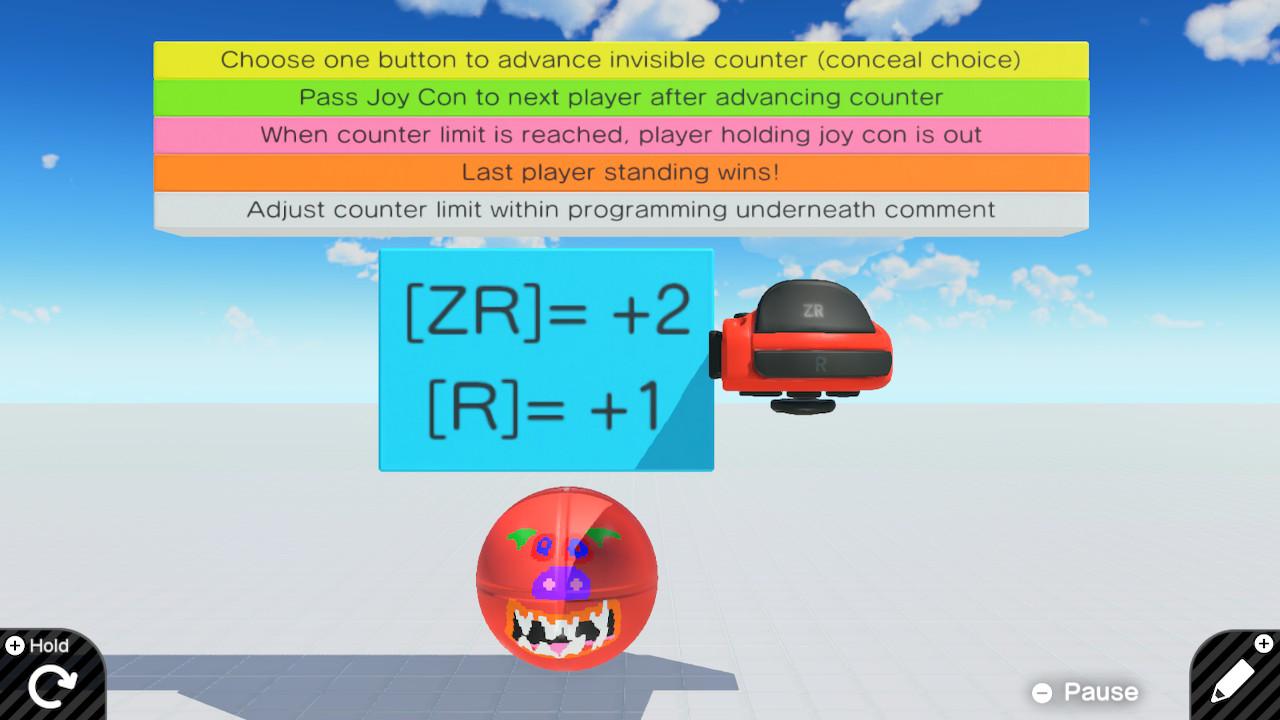 Choose one button to advance invisible counter (conceal choice)
Pass Joy Con to next player after advancing counter
When counter limit is reached, player holding joy con is out
Last player standing wins!
Adjust counter limit within programming underneath comment
[ZR]= +2
[R]= +1
ZR
R
Hold
Pause